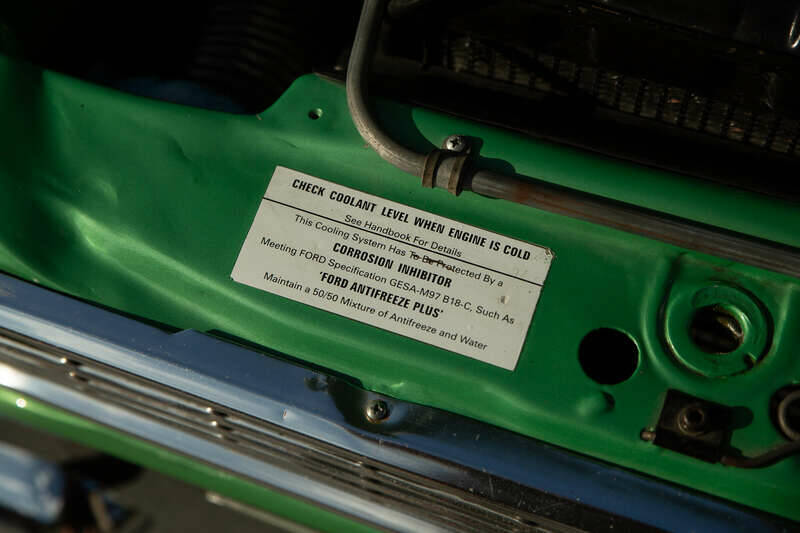 CHECK COOLANT LEVEL WHEN ENGINE IS COLD
See Handbook For Details
This Cooling System Has To Be Protected By a
CORROSION INHIBITOR
Meeting FORD Specification GESA-M97 B18-C, Such As
'FORD ANTIFREEZE PLUS'
Maintain a 50/50 Mixture of Antifreeze and Water